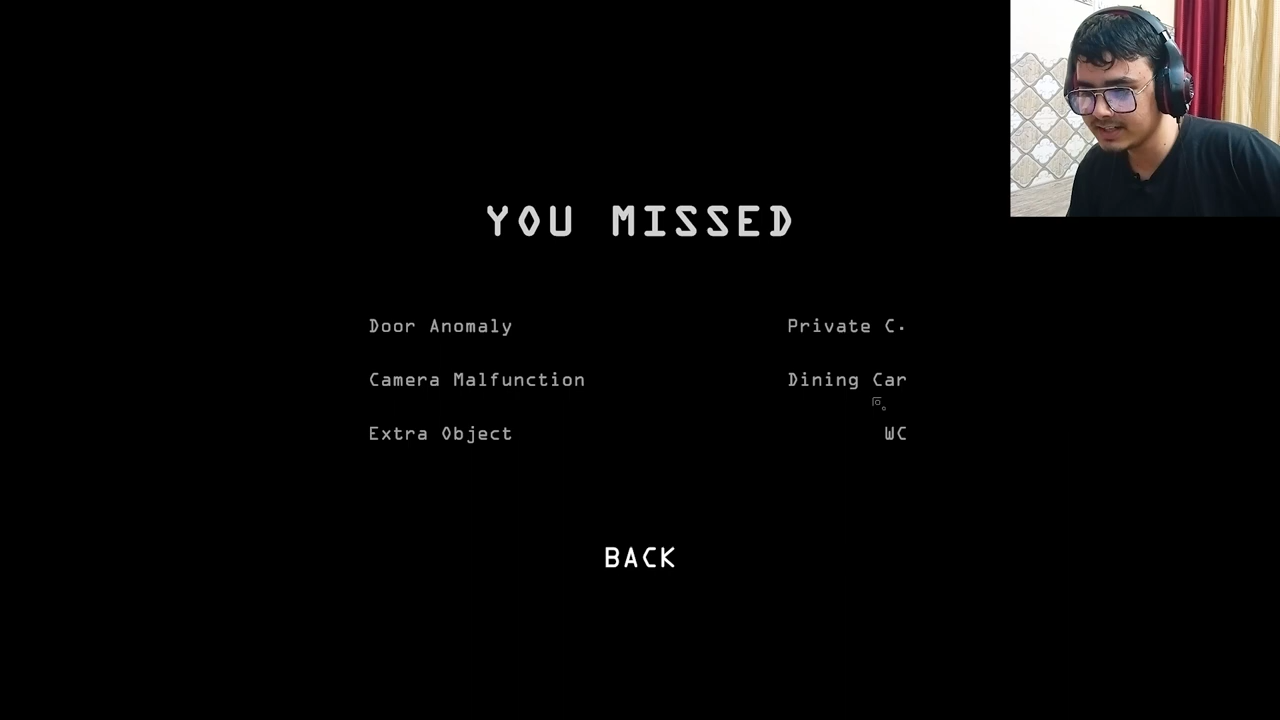 YOU MISSED
Door Anomaly Private C.
Camera Malfunction Dining Car
Extra Object WC
BACK